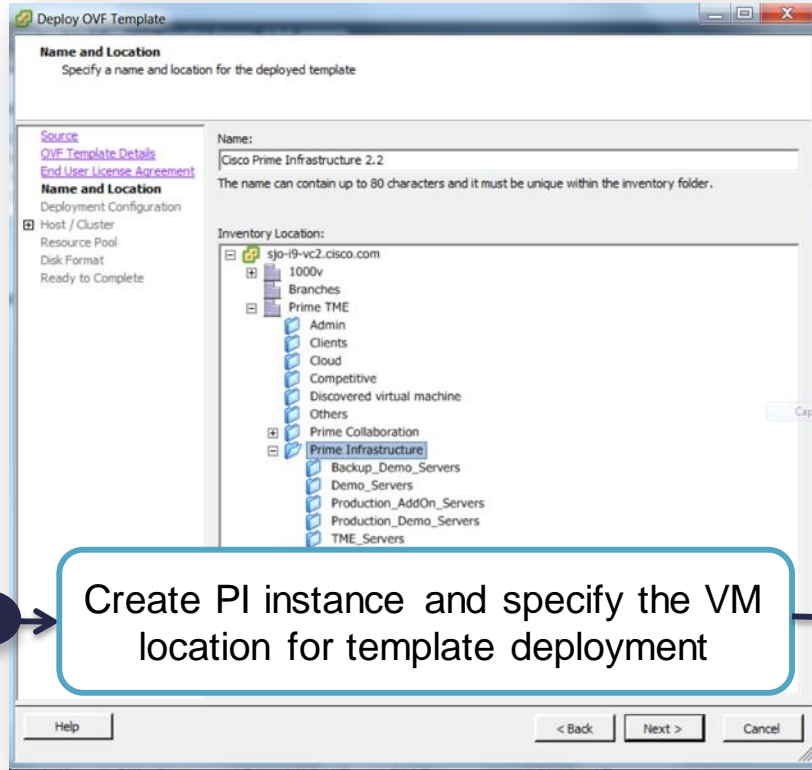 Deploy OVF Template
Name and Location
Specify a name and location for the deployed template
Source
OVF Template Details
End User License Agreement
Name and Location
Deployment Configuration
Host / Cluster
Resource Pool
Disk Format
Ready to Complete
Name:
Cisco Prime Infrastructure 2.2
The name can contain up to 80 characters and it must be unique within the inventory folder.
Inventory Location:
sjo-i9-vc2.cisco.com
1000v
Branches
Prime TME
Admin
Clients
Cloud
Competitive
Discovered virtual machine
Others
Prime Collaboration
Prime Infrastructure
Backup_Demo_Servers
Demo_Servers
Production_AddOn_Servers
Production_Demo_Servers
TME_Servers
Cap
Create PI instance and specify the VM
location for template deployment
Help
< Back
Next >
Cancel